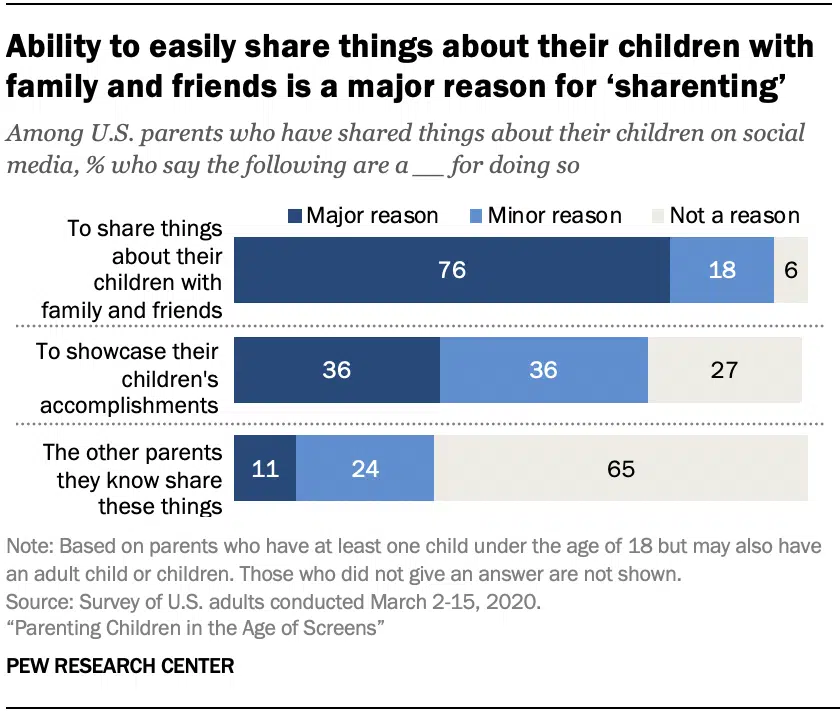 Ability to easily share things about their children with
family and friends is a major reason for ‘sharenting’
Among U.S. parents who have shared things about their children on social
media, % who say the following are a __ for doing so
Major reason Minor reason Not a reason
To share things
about their
children with
family and friends
76 18 6
To showcase their
children's
accomplishments
36 36 27
The other parents
they know share
these things
11 24 65
Note: Based on parents who have at least one child under the age of 18 but may also have
an adult child or children. Those who did not give an answer are not shown.
Source: Survey of U.S. adults conducted March 2-15, 2020.
“Parenting Children in the Age of Screens”
PEW RESEARCH CENTER